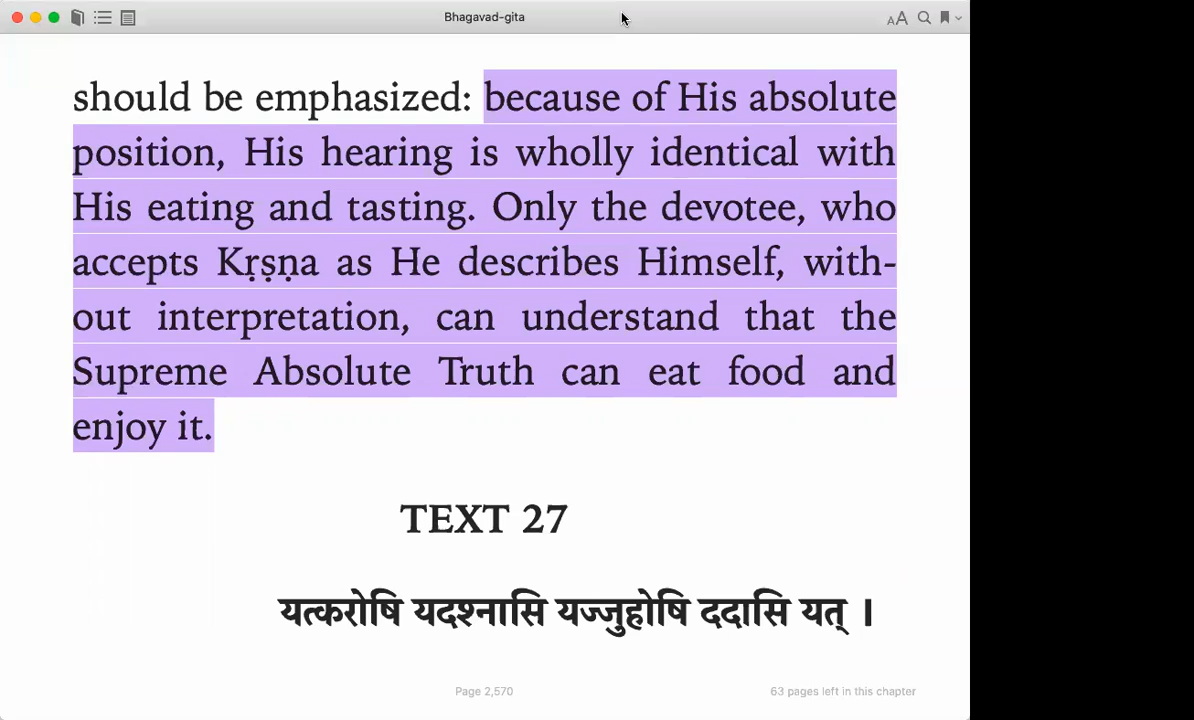 Bhagavad-gita
AA
should be emphasized: because of His absolute
position, His hearing is wholly identical with
His eating and tasting. Only the devotee, who
accepts Kṛṣṇa as He describes Himself, with-
out interpretation, can understand that the
Supreme Absolute Truth can eat food and
enjoy it.
TEXT 27
यत्करोषि यदश्नासि यज्जुहोषि ददासि यत् ।
Page 2,570
63 pages left in this chapter